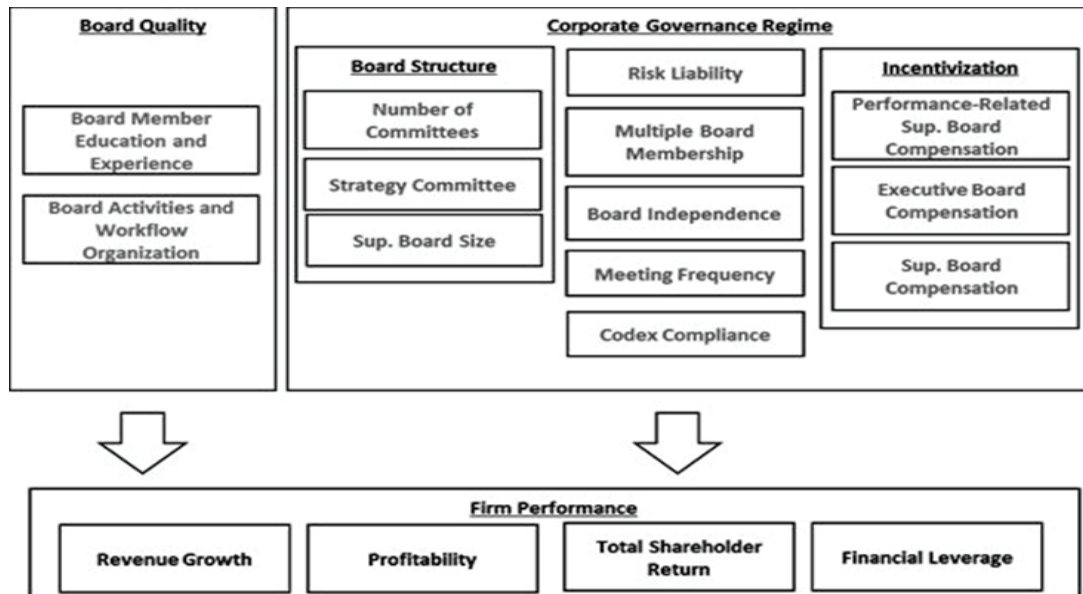 Board Quality
Board Member
Education and
Experience
Board Activities and
Workflow
Organization
Corporate Governance Regime
Board Structure
Number of
Committees
Strategy Committee
Sup. Board Size
Risk Liability
Multiple Board
Membership
Board Independence
Meeting Frequency
Codex Compliance
Incentivization
Performance-Related
Sup. Board
Compensation
Executive Board
Compensation
Sup. Board
Compensation
Firm Performance
Revenue Growth
Profitability
Total Shareholder
Return
Financial Leverage